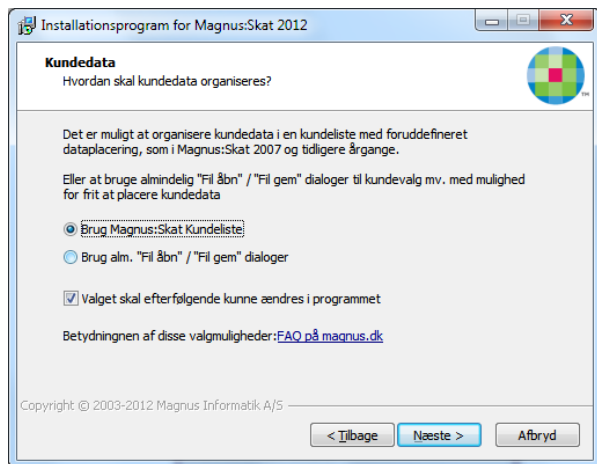 Installationsprogram for Magnus:Skat 2012
Kundedata
Hvordan skal kundedata organiseres?
TM
Det er muligt at organisere kundedata i en kundeliste med foruddefineret
dataplacering, som i Magnus:Skat 2007 og tidligere årgange.
Eller at bruge almindelig "Fil åbn" / "Fil gem" dialoger til kundevalg mv. med mulighed
for frit at placere kundedata
Brug Magnus:Skat Kundeliste
Brug alm. "Fil åbn" / "Fil gem" dialoger
Valget skal efterfølgende kunne ændres i programmet
Betydningnen af disse valgmuligheder:FAQ på magnus.dk
Copyright © 2003-2012 Magnus Informatik A/S
< Tilbage Næste > Afbryd